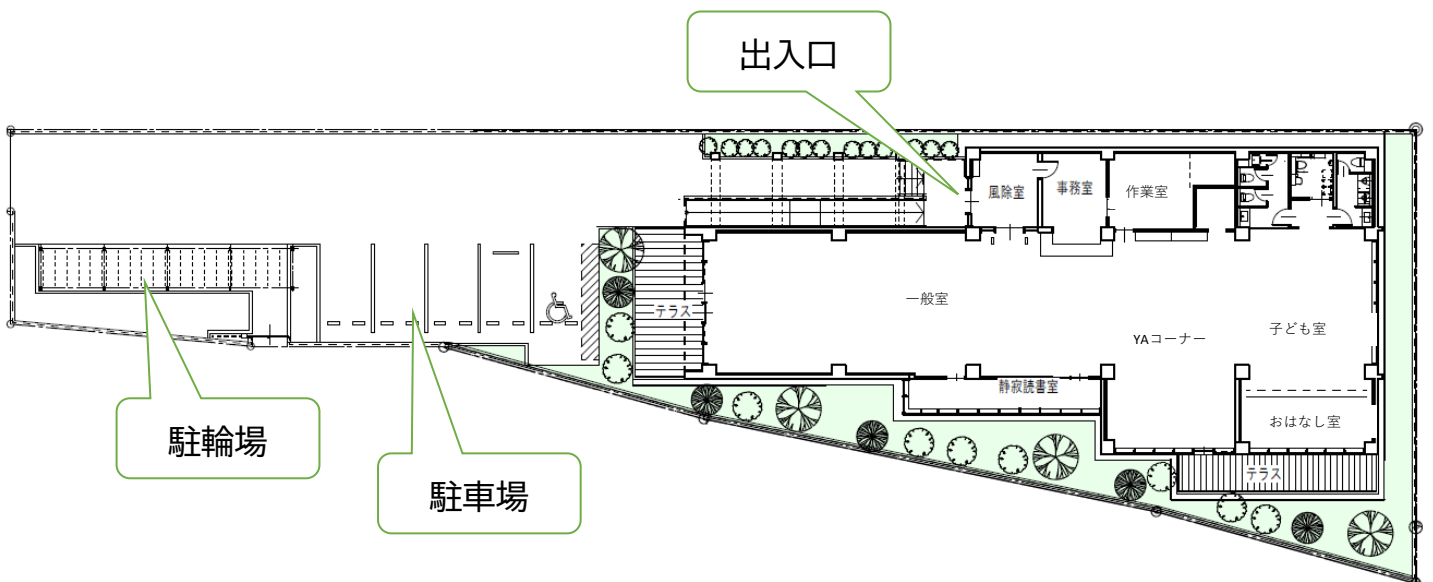 出入口
風除室
事務室
作業室
一般室
テラス
YAコーナー
子ども室
静寂読書室
おはなし室
テラス
駐輪場
駐車場